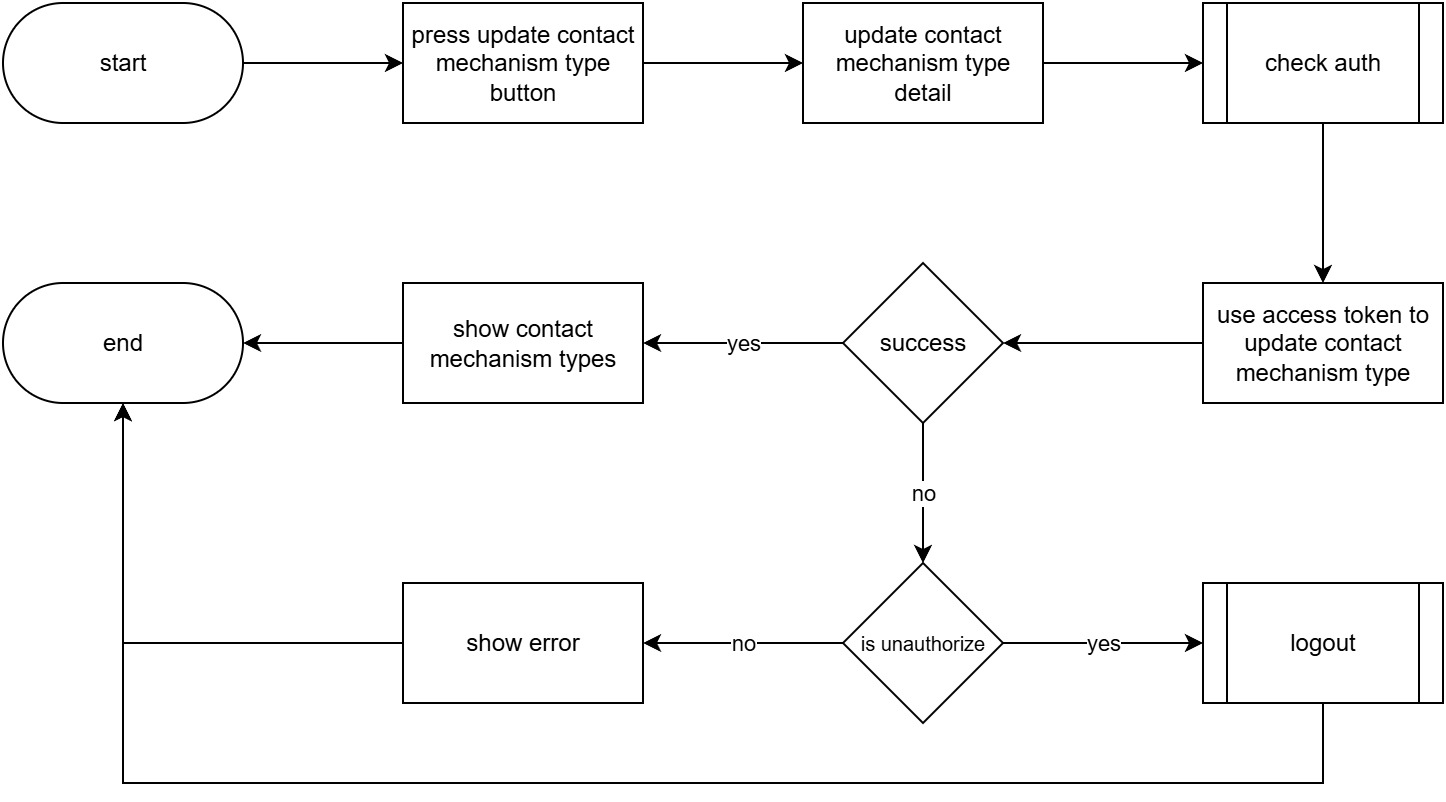 start
press update contact
mechanism type
button
update contact
mechanism type
detail
check auth
end
show contact
mechanism types
yes
success
use access token to
update contact
mechanism type
no
show error
no
is unauthorize
yes
logout